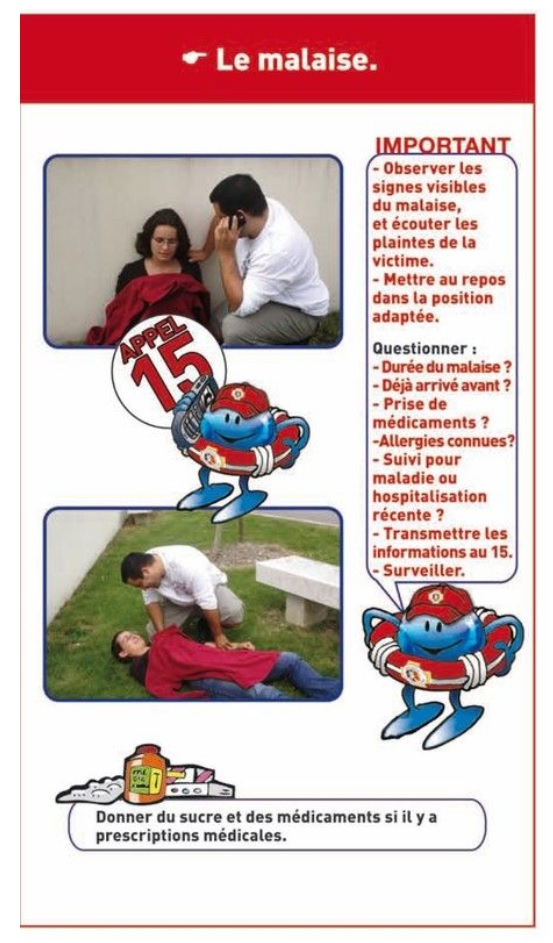 ☛ Le malaise.
IMPORTANT
- Observer les
signes visibles
du malaise,
et écouter les
plaintes de la
victime.
- Mettre au repos
dans la position
adaptée.
Questionner :
- Durée du malaise ?
- Déjà arrivé avant ?
- Prise de
médicaments ?
-Allergies connues?
- Suivi pour
maladie ou
hospitalisation
récente ?
- Transmettre les
informations au 15.
- Surveiller.
APPEL
15
Donner du sucre et des médicaments si il y a
prescriptions médicales.